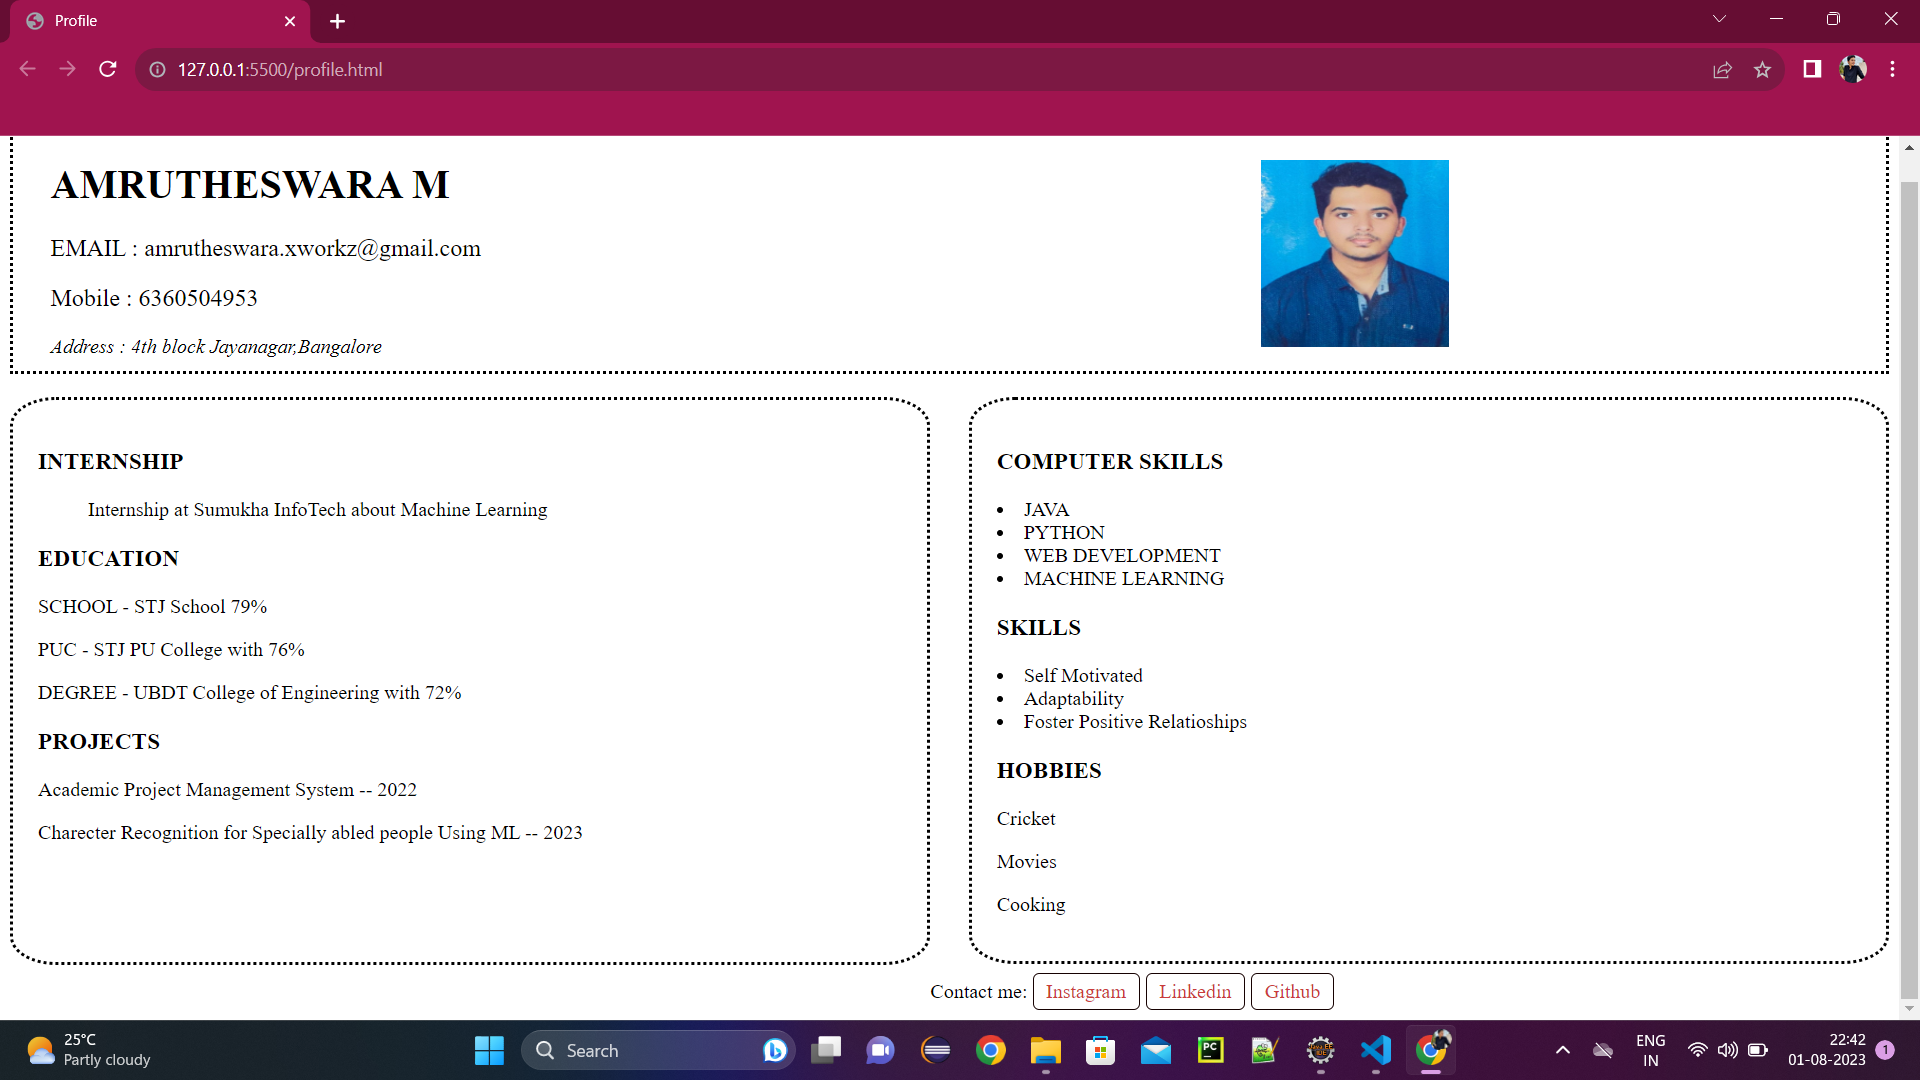 Profile
127.0.0.1:5500/profile.html
AMRUTHESWARA M
EMAIL : amrutheswara.xworkz@gmail.com
Mobile : 6360504953
Address : 4th block Jayanagar,Bangalore
INTERNSHIP
Internship at Sumukha InfoTech about Machine Learning
EDUCATION
SCHOOL - STJ School 79%
PUC - STJ PU College with 76%
DEGREE - UBDT College of Engineering with 72%
PROJECTS
Academic Project Management System -- 2022
Charecter Recognition for Specially abled people Using ML -- 2023
COMPUTER SKILLS
JAVA
PYTHON
WEB DEVELOPMENT
MACHINE LEARNING
SKILLS
Self Motivated
Adaptability
Foster Positive Relatioships
HOBBIES
Cricket
Movies
Cooking
Contact me: Instagram Linkedin Github
25°C
Partly cloudy
Search
PC
ENG
IN
22:42
01-08-2023
1